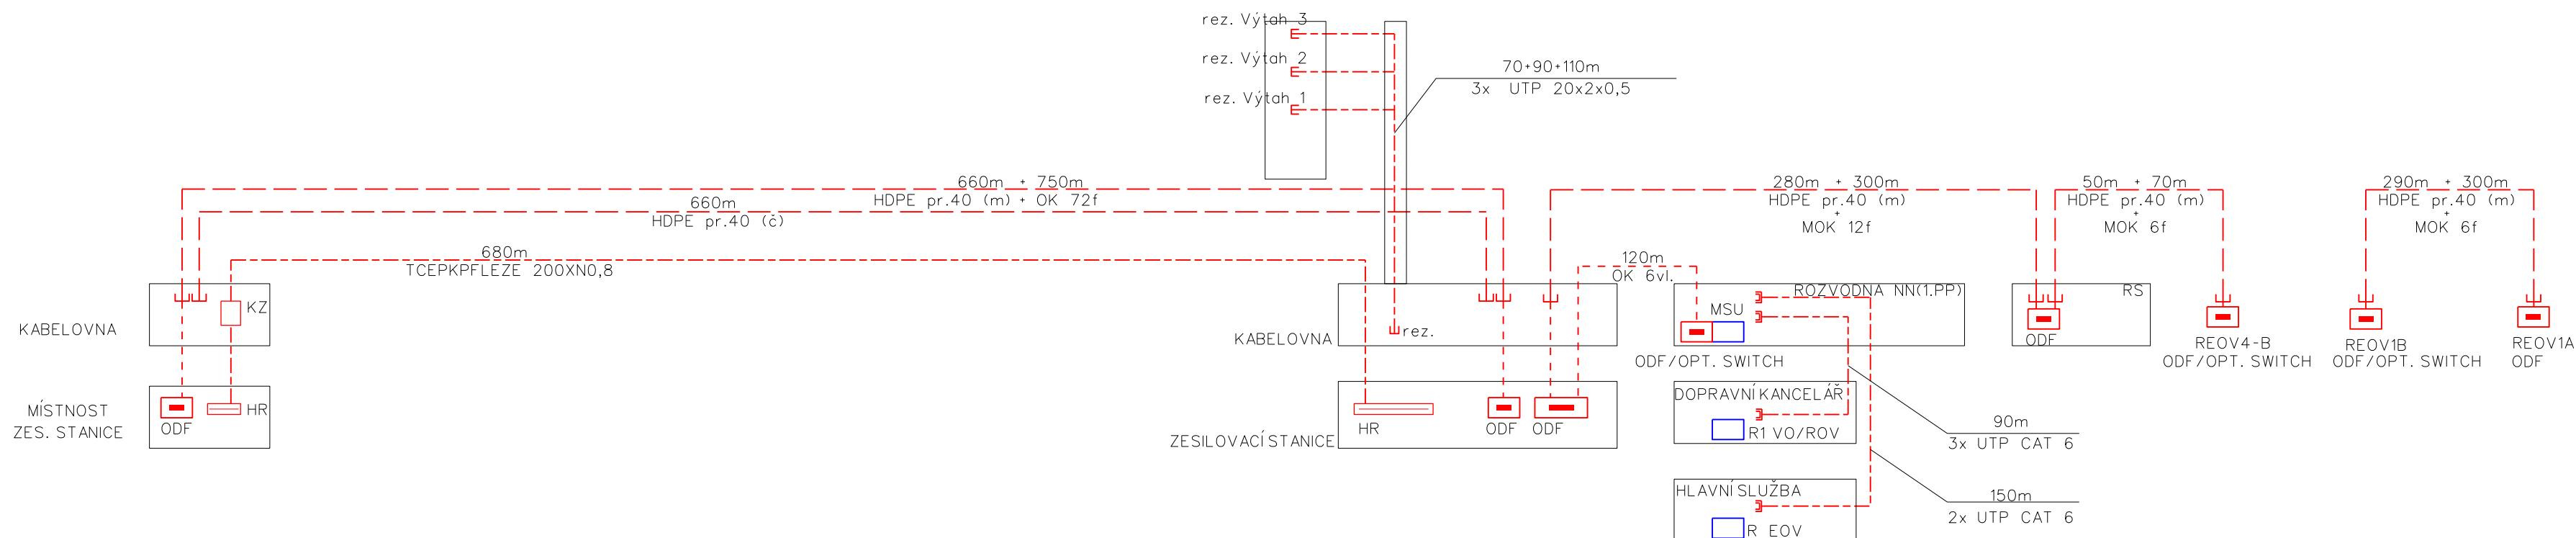 rez. Výtah 3
rez. Výtah 2
rez. Výtah 1
70+90+110m
3x UTP 20x2x0,5
660m + 750m
HDPE pr.40 (m) + OK 72f
660m
HDPE pr.40 (č)
680m
TCEPKPFLEZE 200XN0,8
280m + 300m
HDPE pr.40 (m)
+
MOK 12f
50m + 70m
HDPE pr.40 (m)
+
MOK 6f
290m + 300m
HDPE pr.40 (m)
+
MOK 6f
120m
OK 6vl.
KABELOVNA
KZ
MÍSTNOST
ZES. STANICE
ODF
HR
KABELOVNA
rez.
ZESILOVACÍ STANICE
HR
ODF
ODF
ROZVODNA NN(1.PP)
MSU
ODF/OPT. SWITCH
RS
ODF
REOV4-B
ODF/OPT. SWITCH
REOV1B
ODF/OPT. SWITCH
REOV1A
ODF
DOPRAVNÍ KANCELÁŘ
R1 VO/ROV
90m
3x UTP CAT 6
HLAVNÍ SLUŽBA
R EOV
150m
2x UTP CAT 6